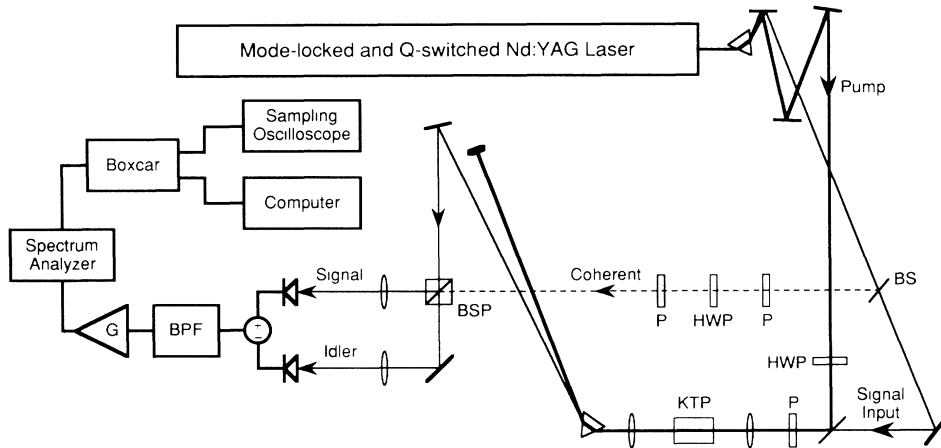 Mode-locked and Q-switched Nd:YAG Laser
Pump
Sampling
Oscilloscope
Boxcar
Computer
Spectrum
Analyzer
Signal
Coherent
BS
BSP
P
HWP
P
G
BPF
+
−
Idler
HWP
KTP
P
Signal
Input